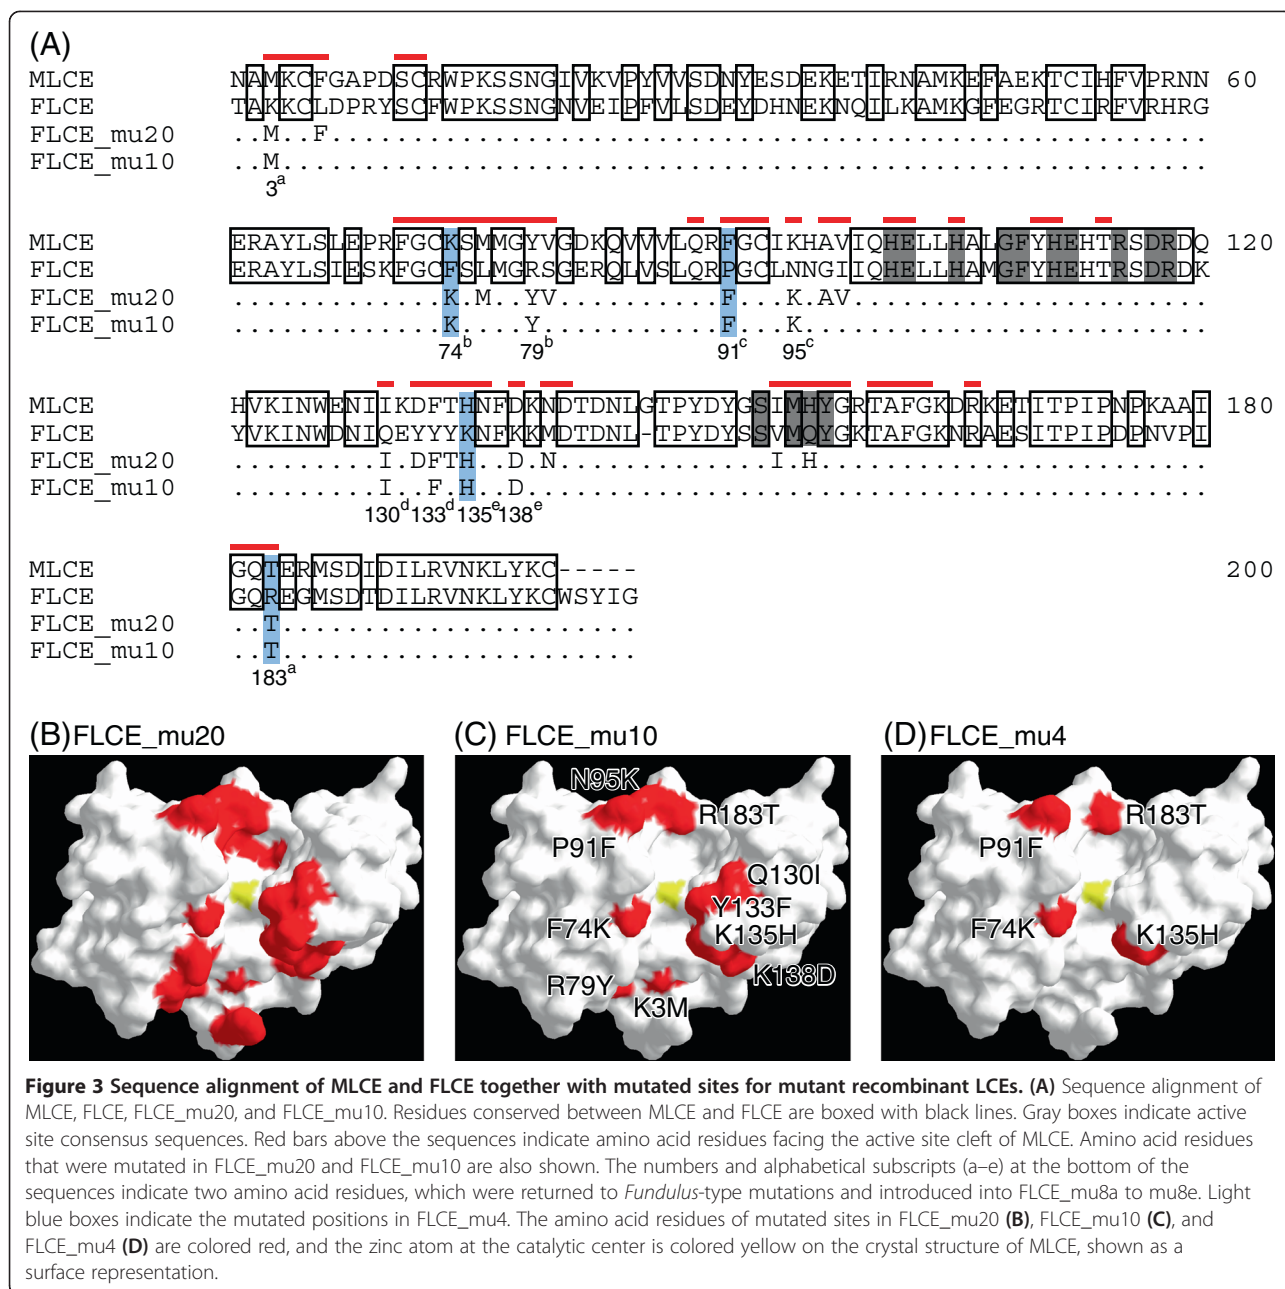 (A)
MLCE NAMKCFGAPDSCRWPKSSNGIVKVPYVVSDNYESDEKETIRNAMKEFAEKTCIHFVPRNN 60
FLCE TAKKCLDPRYSCFWPKSSNGNVEIPFVLSDEYDHNEKNQILKAMKGFEGRTCIRFVRHRG
FLCE_mu20 ..M..F......................................................
FLCE_mu10 ..M.........................................................
3a
MLCE ERAYLSLEPRFGCKSMMGYVGDKQVVVLQRFGCIKHAVIQHELLHALGFYHEHTRSDRDQ 120
FLCE ERAYLSIESKFGCFSLMGRSGERQLVSLQRPGCLNNGIIQHELLHAMGFYHEHTRSDRDK
FLCE_mu20 .............K.M..YV..........F...K.AV......................
FLCE_mu10 .............K....Y...........F...K.........................
74b 79b 91c 95c
MLCE HVKINWENIIKDFTHNFDKNDTDNLGTPYDYGSIMHYGRTAFGKDRKETITPIPNPKAAI 180
FLCE YVKINWDNIQEYYYKNFKKMDTDNL-TPYDYSSVMQYGKTAFGKNRAESITPIPDPNVPI
FLCE_mu20 .........I.DFTH..D.N.............I.H........................
FLCE_mu10 .........I..F.H..D..........................................
130d 133d 135e 138e
MLCE GQTERMSDIDILRVNKLYKC----- 200
FLCE GQREGMSDTDILRVNKLYKCWSYIG
FLCE_mu20 ..T......................
FLCE_mu10 ..T......................
183a
(B) FLCE_mu20
(C) FLCE_mu10
N95K
R183T
P91F
Q130I
Y133F
F74K
K135H
K138D
R79Y
K3M
(D) FLCE_mu4
R183T
P91F
F74K
K135H
Figure 3 Sequence alignment of MLCE and FLCE together with mutated sites for mutant recombinant LCEs. (A) Sequence alignment of
MLCE, FLCE, FLCE_mu20, and FLCE_mu10. Residues conserved between MLCE and FLCE are boxed with black lines. Gray boxes indicate active
site consensus sequences. Red bars above the sequences indicate amino acid residues facing the active site cleft of MLCE. Amino acid residues
that were mutated in FLCE_mu20 and FLCE_mu10 are also shown. The numbers and alphabetical subscripts (a–e) at the bottom of the
sequences indicate two amino acid residues, which were returned to Fundulus-type mutations and introduced into FLCE_mu8a to mu8e. Light
blue boxes indicate the mutated positions in FLCE_mu4. The amino acid residues of mutated sites in FLCE_mu20 (B), FLCE_mu10 (C), and
FLCE_mu4 (D) are colored red, and the zinc atom at the catalytic center is colored yellow on the crystal structure of MLCE, shown as a
surface representation.